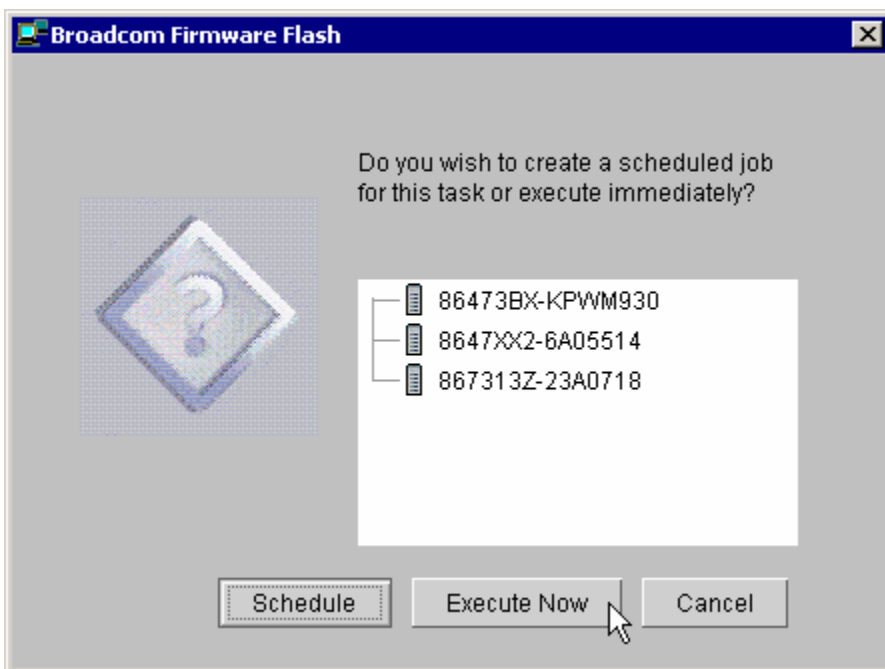 Broadcom Firmware Flash
Do you wish to create a scheduled job
for this task or execute immediately?
86473BX-KPWM930
8647XX2-6A05514
867313Z-23A0718
Schedule
Execute Now
Cancel